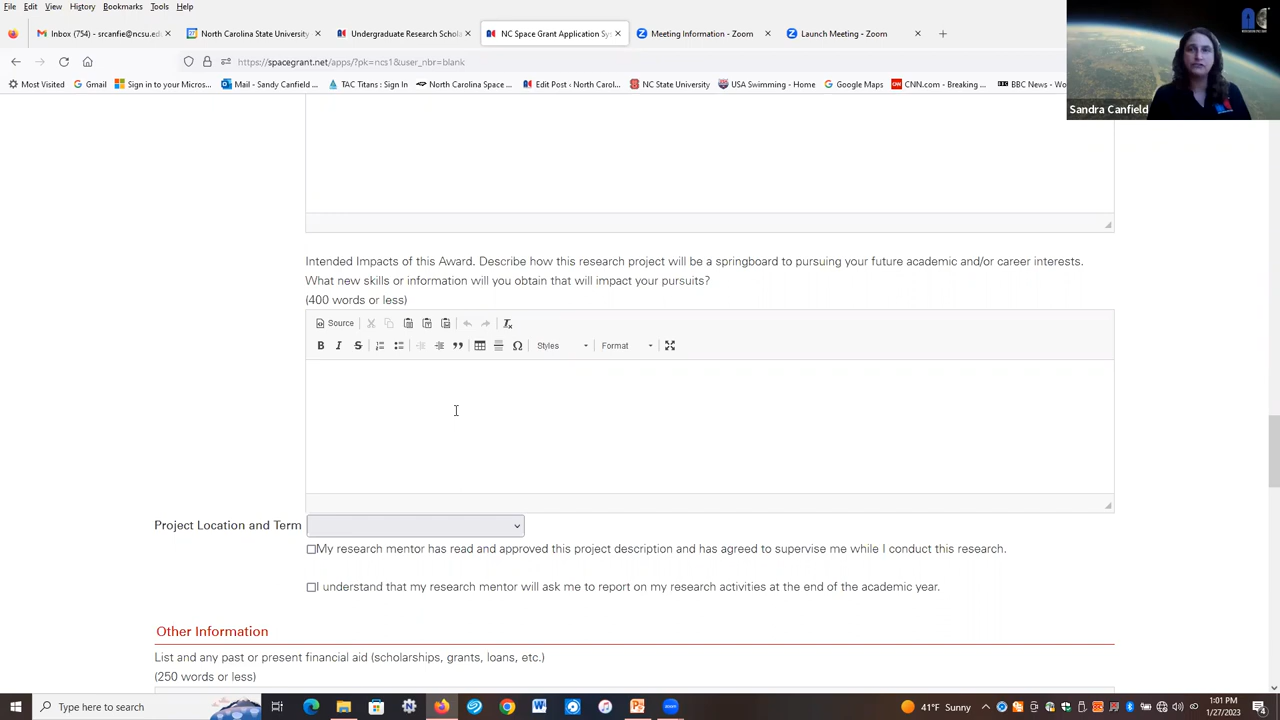 File Edit View History Bookmarks Tools Help
Inbox (754) - srcanfie@ncsu.ed
North Carolina State University
Undergraduate Research Schola
NC Space Grant Application Sys
Meeting Information - Zoom
Launch Meeting - Zoom
https://spacegrant.net/apps/?pk=ncs1&user_nbr=blank
Most Visited
Gmail
Sign in to your Micros...
Mail - Sandy Canfield ...
TAC Titans : Sign In
North Carolina Space ...
Edit Post ‹ North Carol...
NC State University
USA Swimming - Home
Google Maps
CNN.com - Breaking ...
BBC News - Wo
Sandra Canfield
Intended Impacts of this Award. Describe how this research project will be a springboard to pursuing your future academic and/or career interests.
What new skills or information will you obtain that will impact your pursuits?
(400 words or less)
Source
Styles
Format
Project Location and Term
My research mentor has read and approved this project description and has agreed to supervise me while I conduct this research.
I understand that my research mentor will ask me to report on my research activities at the end of the academic year.
Other Information
List and any past or present financial aid (scholarships, grants, loans, etc.)
(250 words or less)
Type here to search
41°F Sunny
1:01 PM
1/27/2023